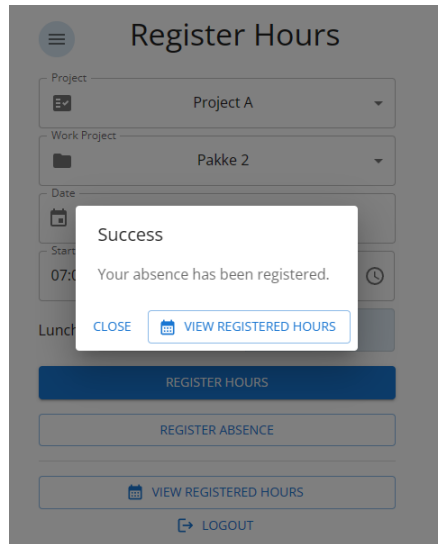 Register Hours
Project
Project A
Work Project
Pakke 2
Date
Success
Start
Your absence has been registered.
07:0
Lunch
CLOSE
VIEW REGISTERED HOURS
REGISTER HOURS
REGISTER ABSENCE
VIEW REGISTERED HOURS
LOGOUT